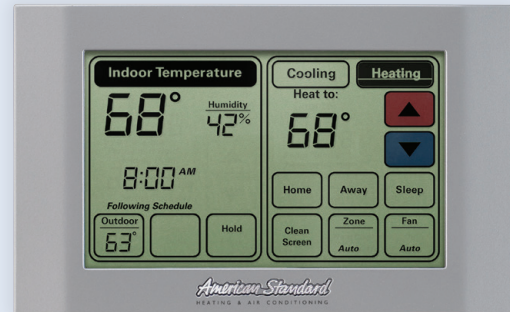 Indoor Temperature
68°
Humidity
42%
8:00 AM
Following Schedule
Outdoor
63°
Hold
Cooling
Heating
Heat to:
68°
Home
Away
Sleep
Clean
Screen
Zone
Auto
Fan
Auto
American Standard
HEATING & AIR CONDITIONING